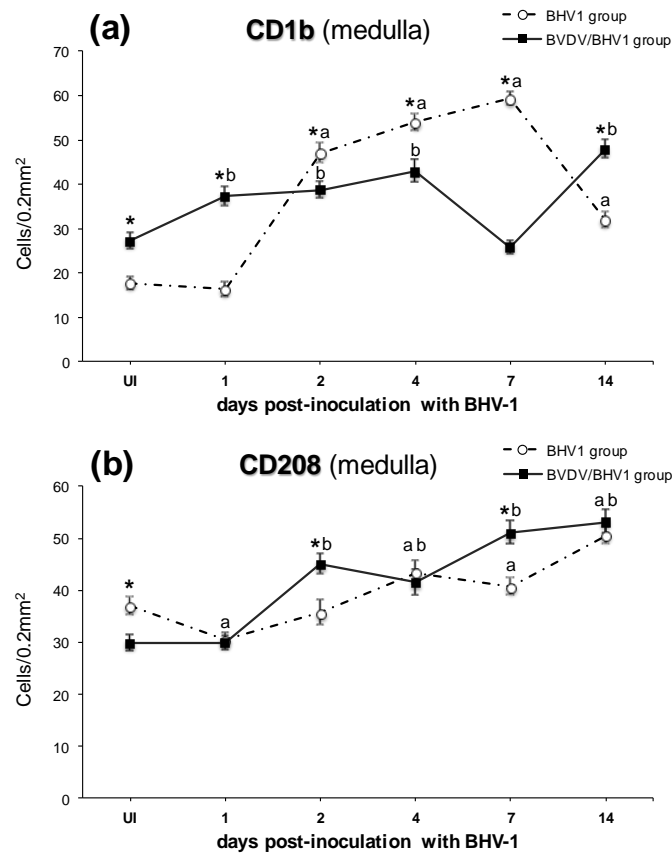 (a) CD1b (medulla)
BHV1 group
BVDV/BHV1 group
Cells/0.2mm²
70
60
50
40
30
20
10
0
*
*b
*a
b
*a
b
*a
*b
a
UI 1 2 4 7 14
days post-inoculation with BHV-1
(b) CD208 (medulla)
BHV1 group
BVDV/BHV1 group
Cells/0.2mm²
60
50
40
30
20
10
0
*
a
*b
a b
*b
a
a b
UI 1 2 4 7 14
days post-inoculation with BHV-1